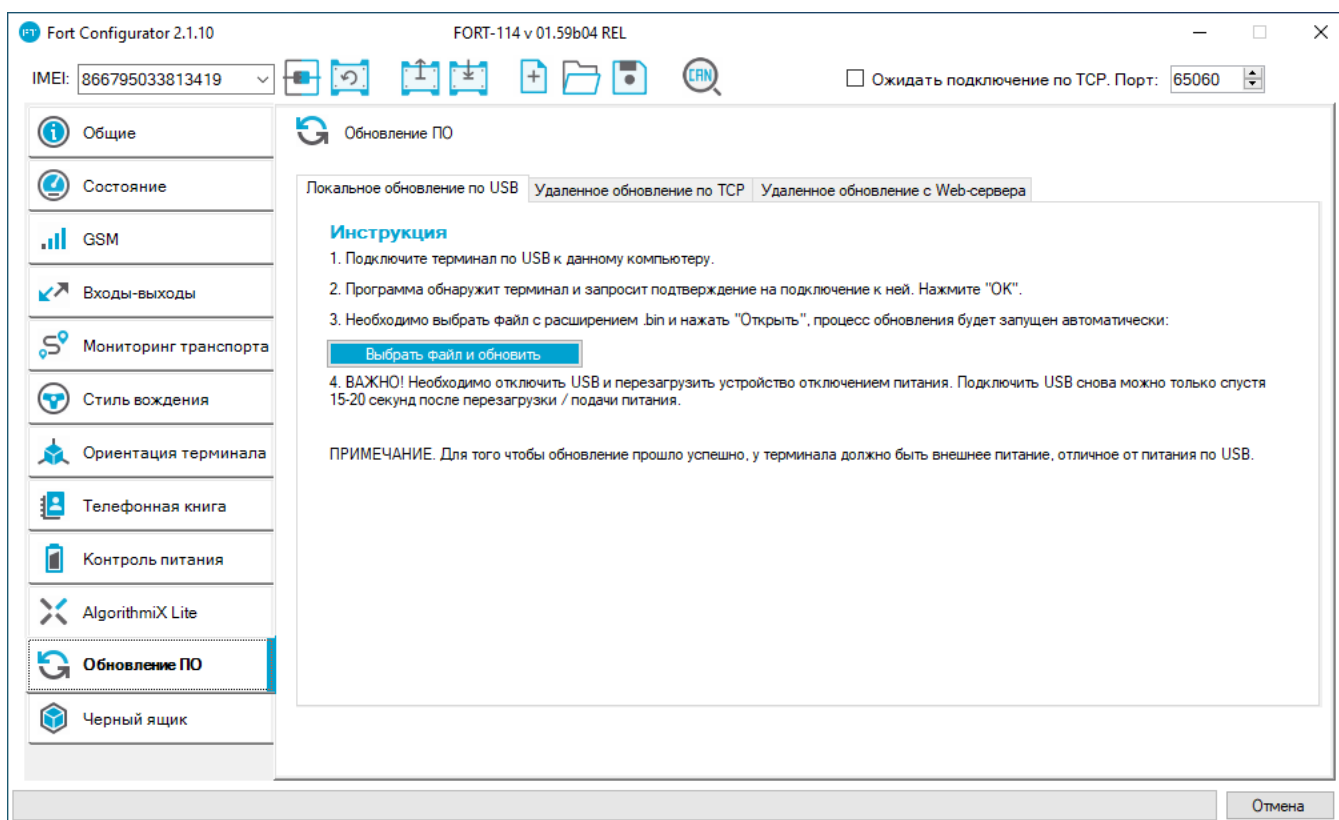 FT Fort Configurator 2.1.10 FORT-114 v 01.59b04 REL
IMEI: 866795033813419 CAN Ожидать подключение по TCP. Порт: 65060
Общие
Состояние
GSM
Входы-выходы
Мониторинг транспорта
Стиль вождения
Ориентация терминала
Телефонная книга
Контроль питания
AlgorithmiX Lite
Обновление ПО
Черный ящик
Обновление ПО
Локальное обновление по USB Удаленное обновление по TCP Удаленное обновление с Web-сервера
Инструкция
1. Подключите терминал по USB к данному компьютеру.
2. Программа обнаружит терминал и запросит подтверждение на подключение к ней. Нажмите "ОК".
3. Необходимо выбрать файл с расширением .bin и нажать "Открыть", процесс обновления будет запущен автоматически:
Выбрать файл и обновить
4. ВАЖНО! Необходимо отключить USB и перезагрузить устройство отключением питания. Подключить USB снова можно только спустя
15-20 секунд после перезагрузки / подачи питания.
ПРИМЕЧАНИЕ. Для того чтобы обновление прошло успешно, у терминала должно быть внешнее питание, отличное от питания по USB.
Отмена